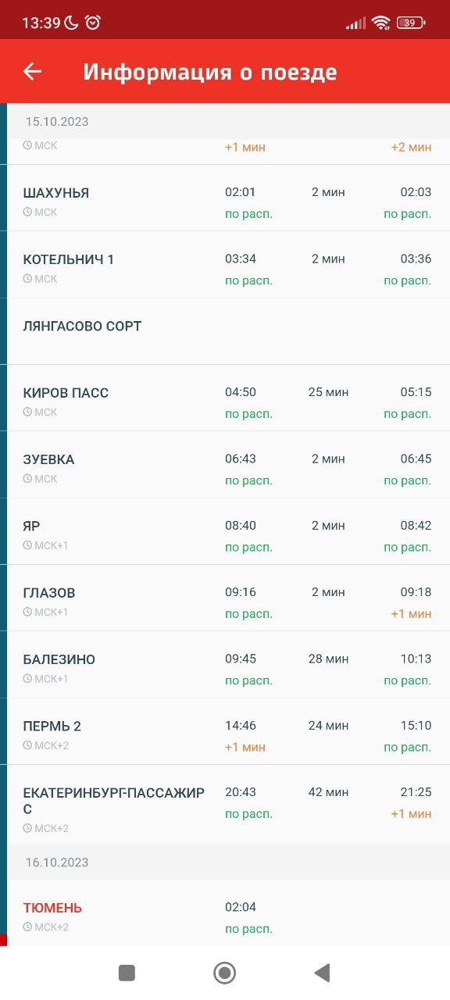 13:39
39
Информация о поезде
15.10.2023
МСК +1 мин +2 мин
ШАХУНЬЯ 02:01 2 мин 02:03
МСК по расп. по расп.
КОТЕЛЬНИЧ 1 03:34 2 мин 03:36
МСК по расп. по расп.
ЛЯНГАСОВО СОРТ
КИРОВ ПАСС 04:50 25 мин 05:15
МСК по расп. по расп.
ЗУЕВКА 06:43 2 мин 06:45
МСК по расп. по расп.
ЯР 08:40 2 мин 08:42
МСК+1 по расп. по расп.
ГЛАЗОВ 09:16 2 мин 09:18
МСК+1 по расп. +1 мин
БАЛЕЗИНО 09:45 28 мин 10:13
МСК+1 по расп. по расп.
ПЕРМЬ 2 14:46 24 мин 15:10
МСК+2 +1 мин по расп.
ЕКАТЕРИНБУРГ-ПАССАЖИР 20:43 42 мин 21:25
С по расп. +1 мин
МСК+2
16.10.2023
ТЮМЕНЬ 02:04
МСК+2 по расп.